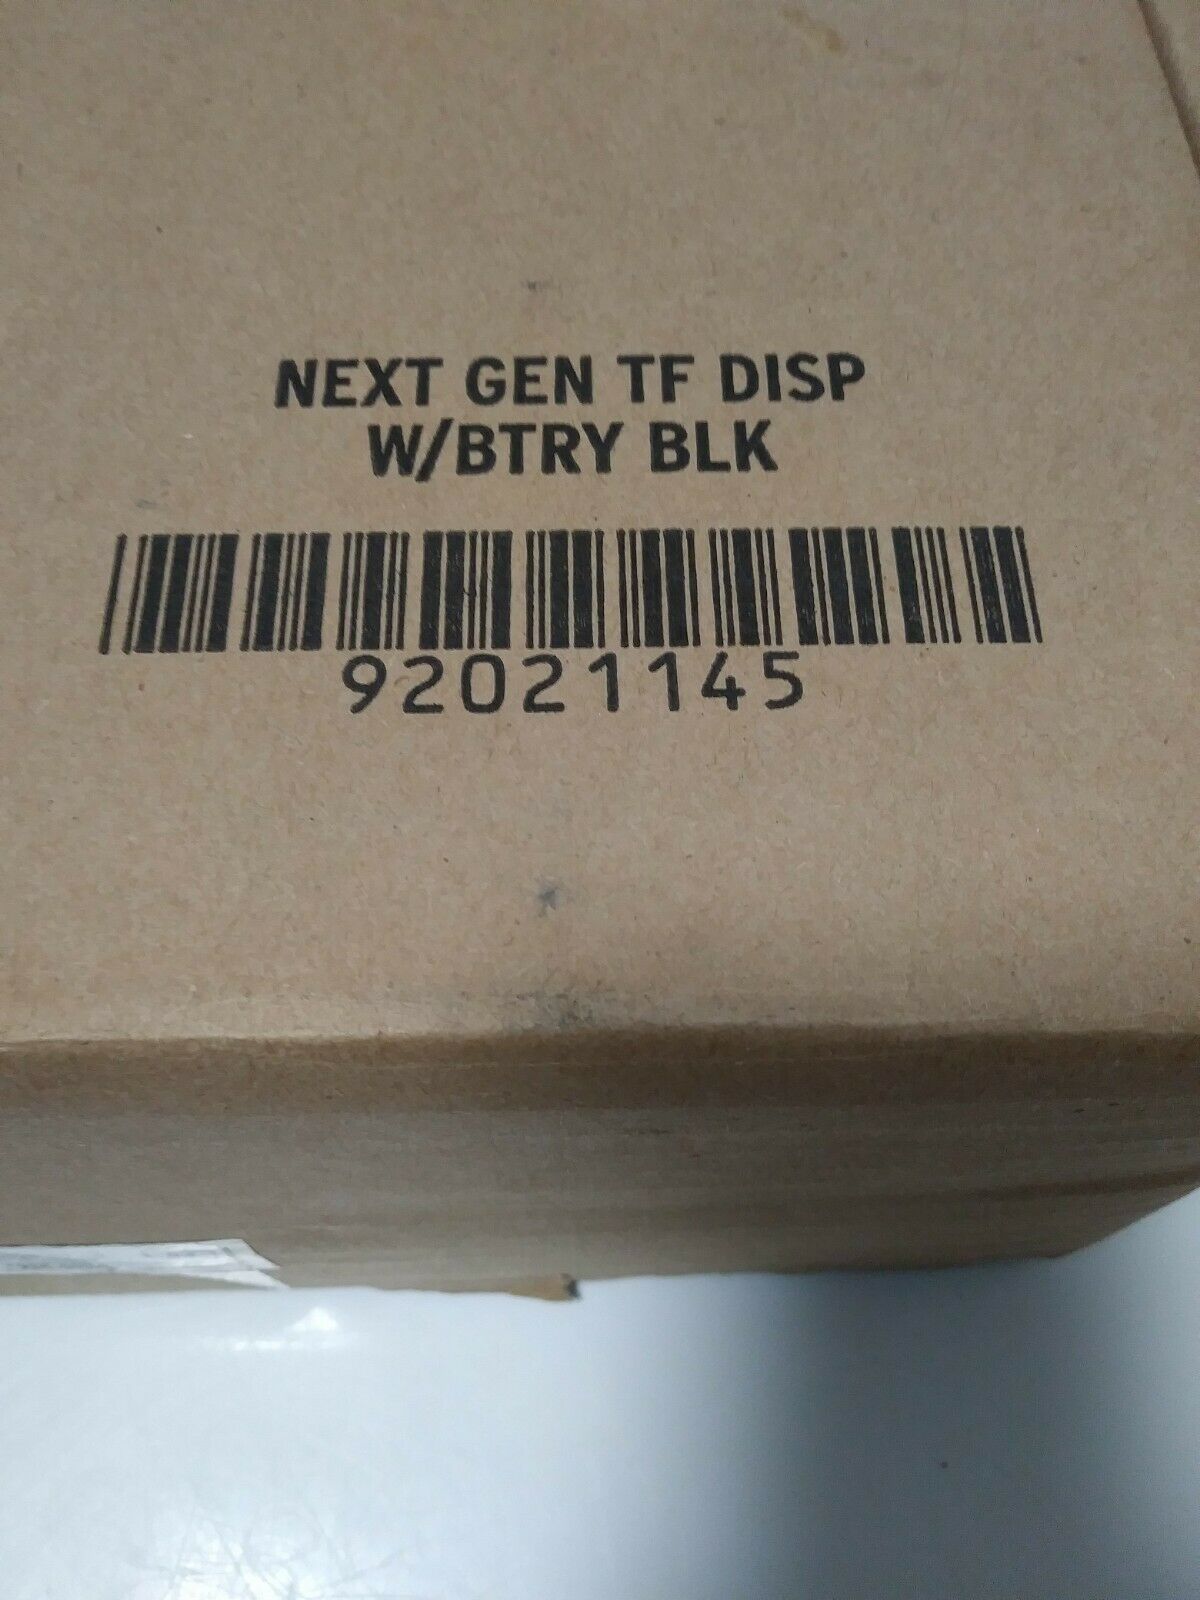 NEXT GEN TF DISP
W/BTRY BLK
92021145